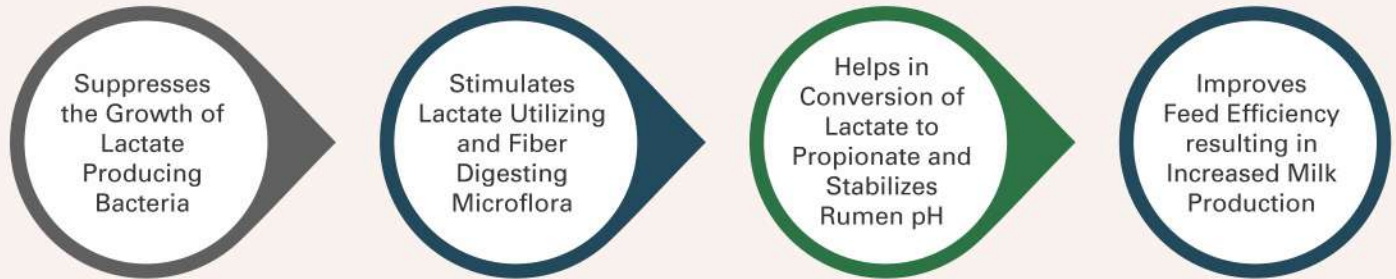 Suppresses
the Growth of
Lactate
Producing
Bacteria
Stimulates
Lactate Utilizing
and Fiber
Digesting
Microflora
Helps in
Conversion of
Lactate to
Propionate and
Stabilizes
Rumen pH
Improves
Feed Efficiency
resulting in
Increased Milk
Production